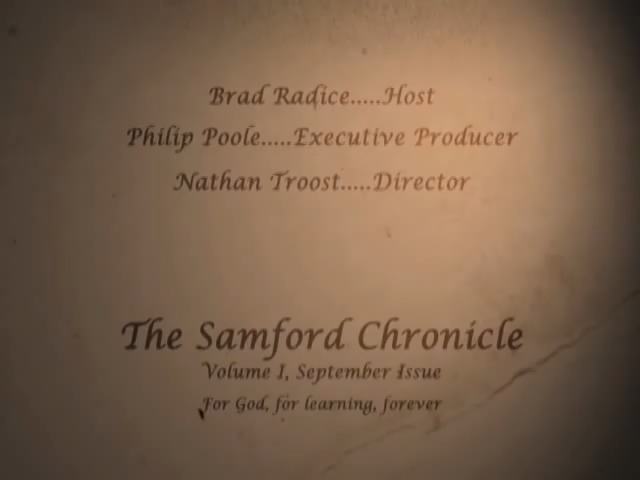 Brad Radice.....Host
Philip Poole.....Executive Producer
Nathan Troost.....Director
The Samford Chronicle
Volume I, September Issue
For God, for learning, forever